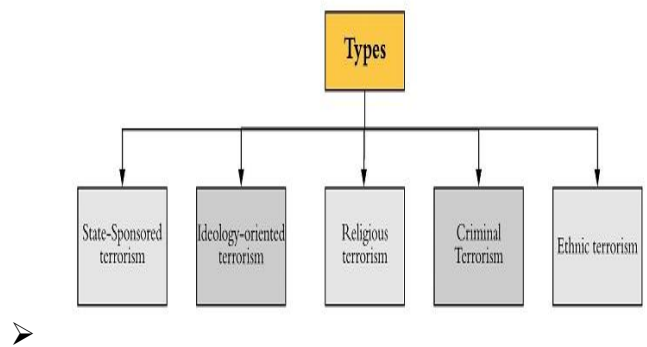 Types
State-Sponsored
terrorism
Ideology-oriented
terrorism
Religious
terrorism
Criminal
Terrorism
Ethnic terrorism